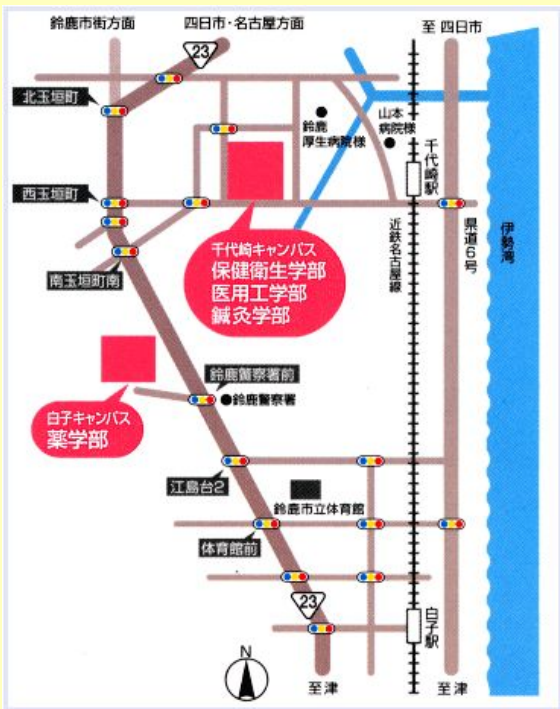 鈴鹿市街方面
四日市・名古屋方面
至 四日市
23
北玉垣町
鈴鹿
厚生病院様
山本
病院様
千代崎駅
西玉垣町
千代崎キャンパス
保健衛生学部
医用工学部
鍼灸学部
近鉄名古屋線
県道6号
伊勢湾
南玉垣町南
鈴鹿警察署前
鈴鹿警察署
白子キャンパス
薬学部
江島台2
鈴鹿市立体育館
体育館前
23
白子駅
N
至 津
至 津